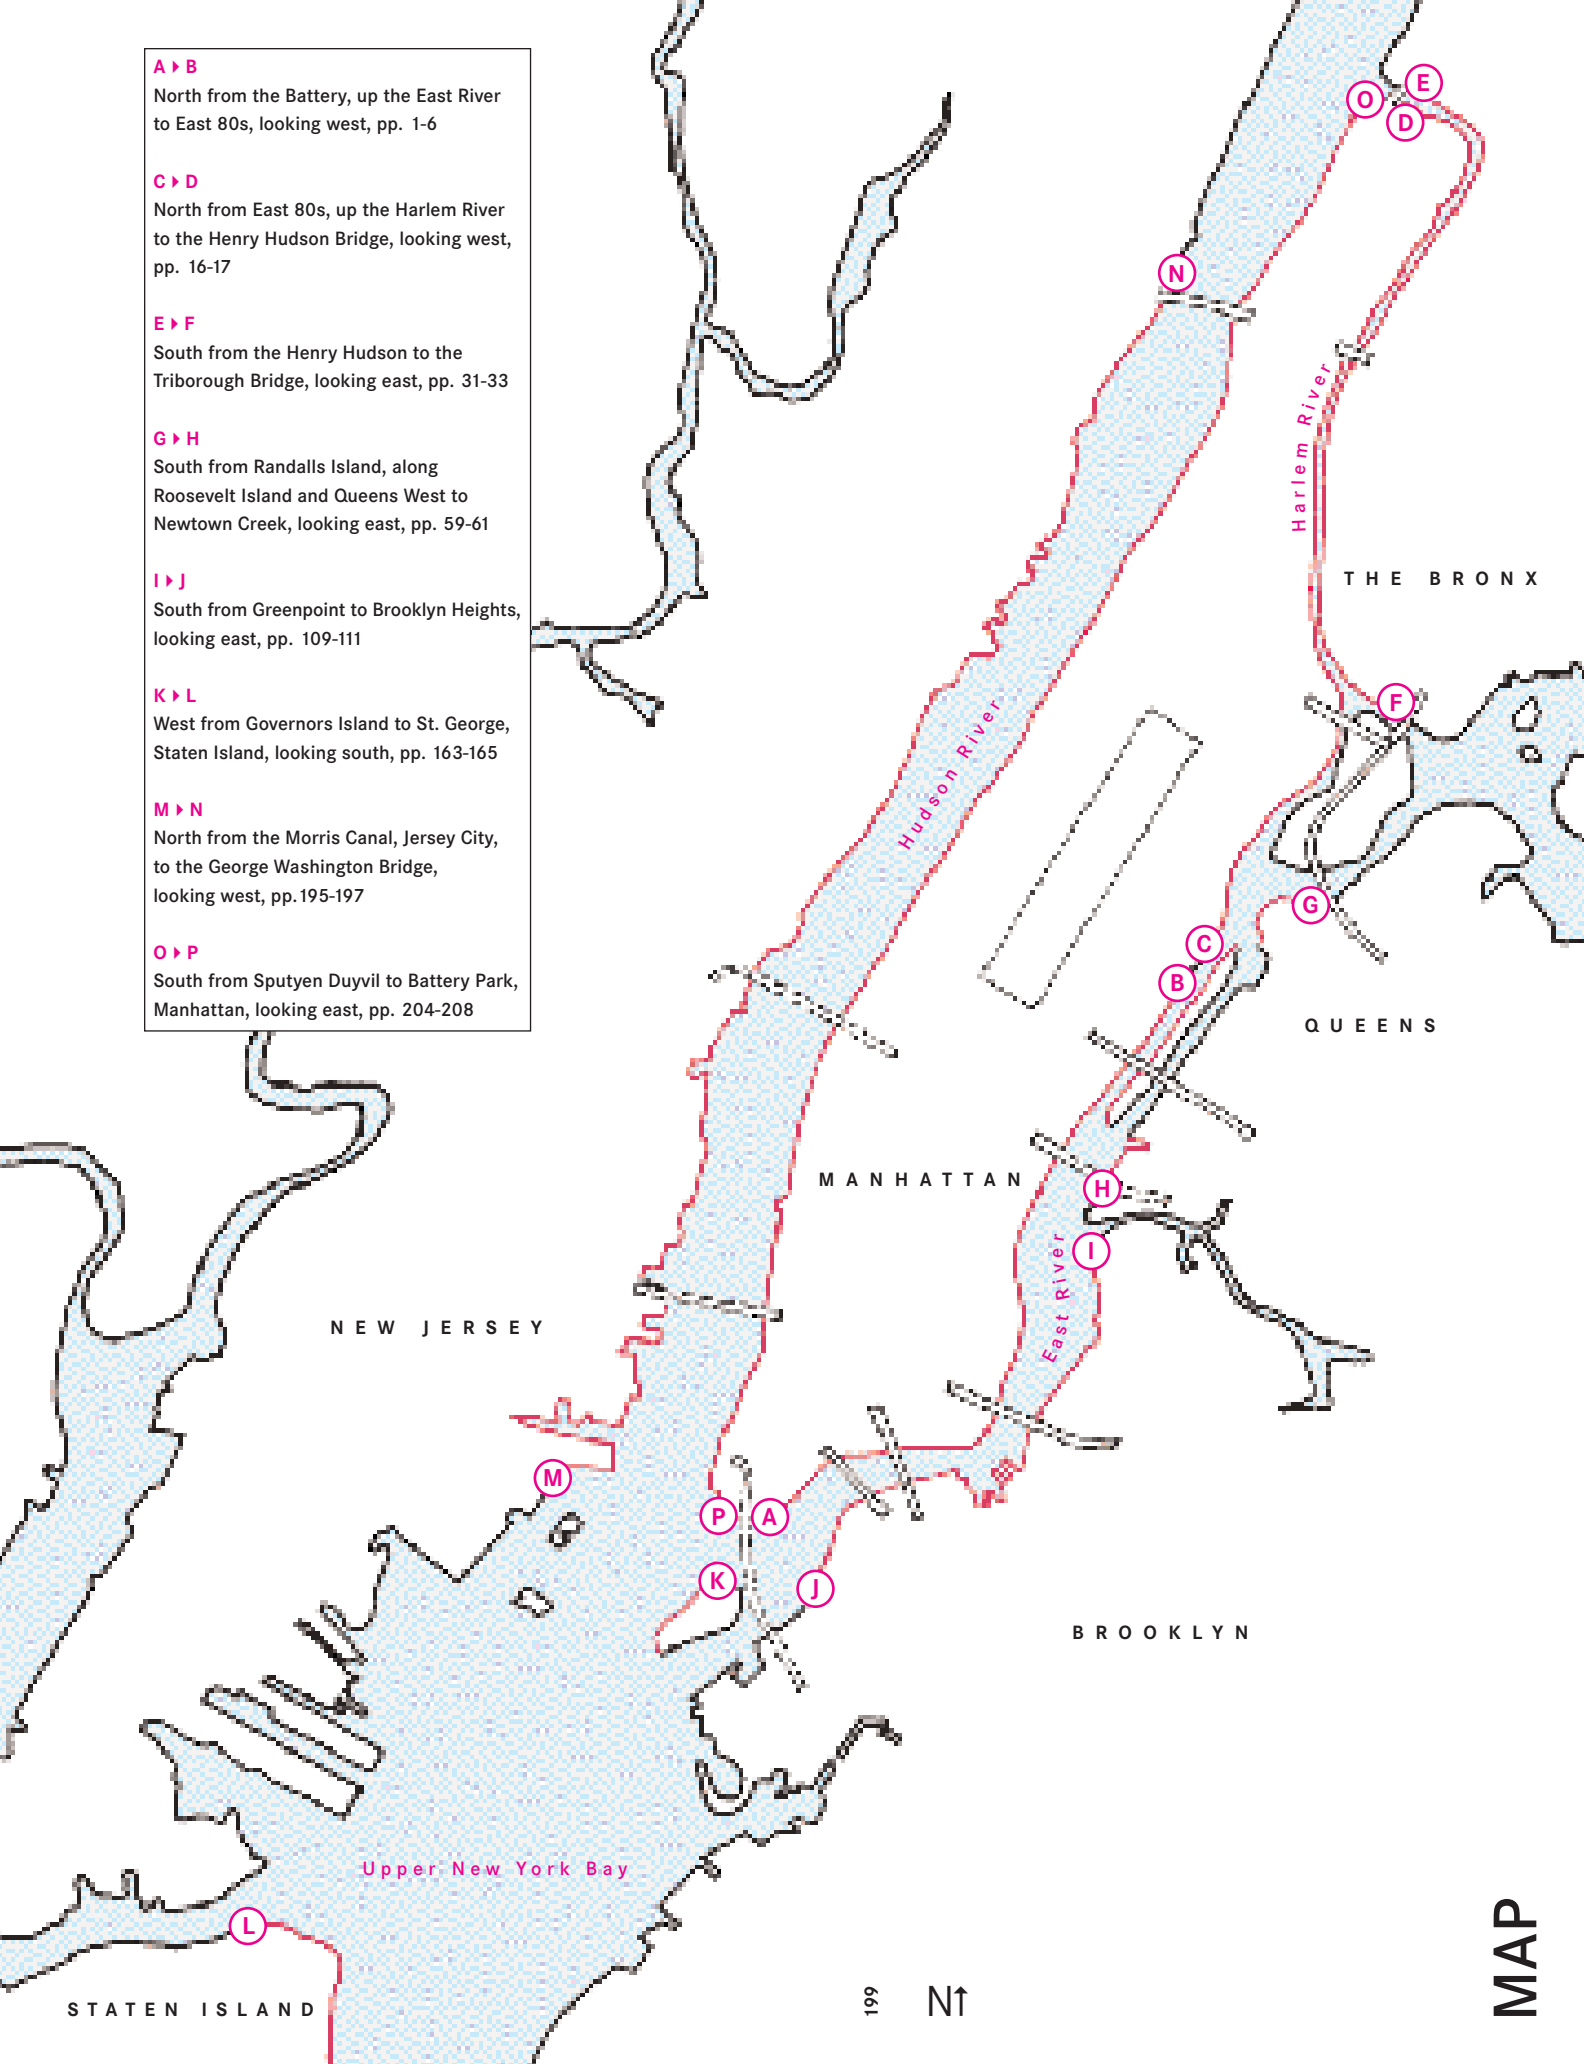 A ▸ B
North from the Battery, up the East River
to East 80s, looking west, pp. 1-6
C ▸ D
North from East 80s, up the Harlem River
to the Henry Hudson Bridge, looking west,
pp. 16-17
E ▸ F
South from the Henry Hudson to the
Triborough Bridge, looking east, pp. 31-33
G ▸ H
South from Randalls Island, along
Roosevelt Island and Queens West to
Newtown Creek, looking east, pp. 59-61
I ▸ J
South from Greenpoint to Brooklyn Heights,
looking east, pp. 109-111
K ▸ L
West from Governors Island to St. George,
Staten Island, looking south, pp. 163-165
M ▸ N
North from the Morris Canal, Jersey City,
to the George Washington Bridge,
looking west, pp. 195-197
O ▸ P
South from Sputyen Duyvil to Battery Park,
Manhattan, looking east, pp. 204-208
E
O
D
N
Harlem River
THE BRONX
F
Hudson River
G
C
B
QUEENS
MANHATTAN
H
I
East River
NEW JERSEY
M
P
A
K
J
BROOKLYN
Upper New York Bay
L
STATEN ISLAND
199
N↑
MAP